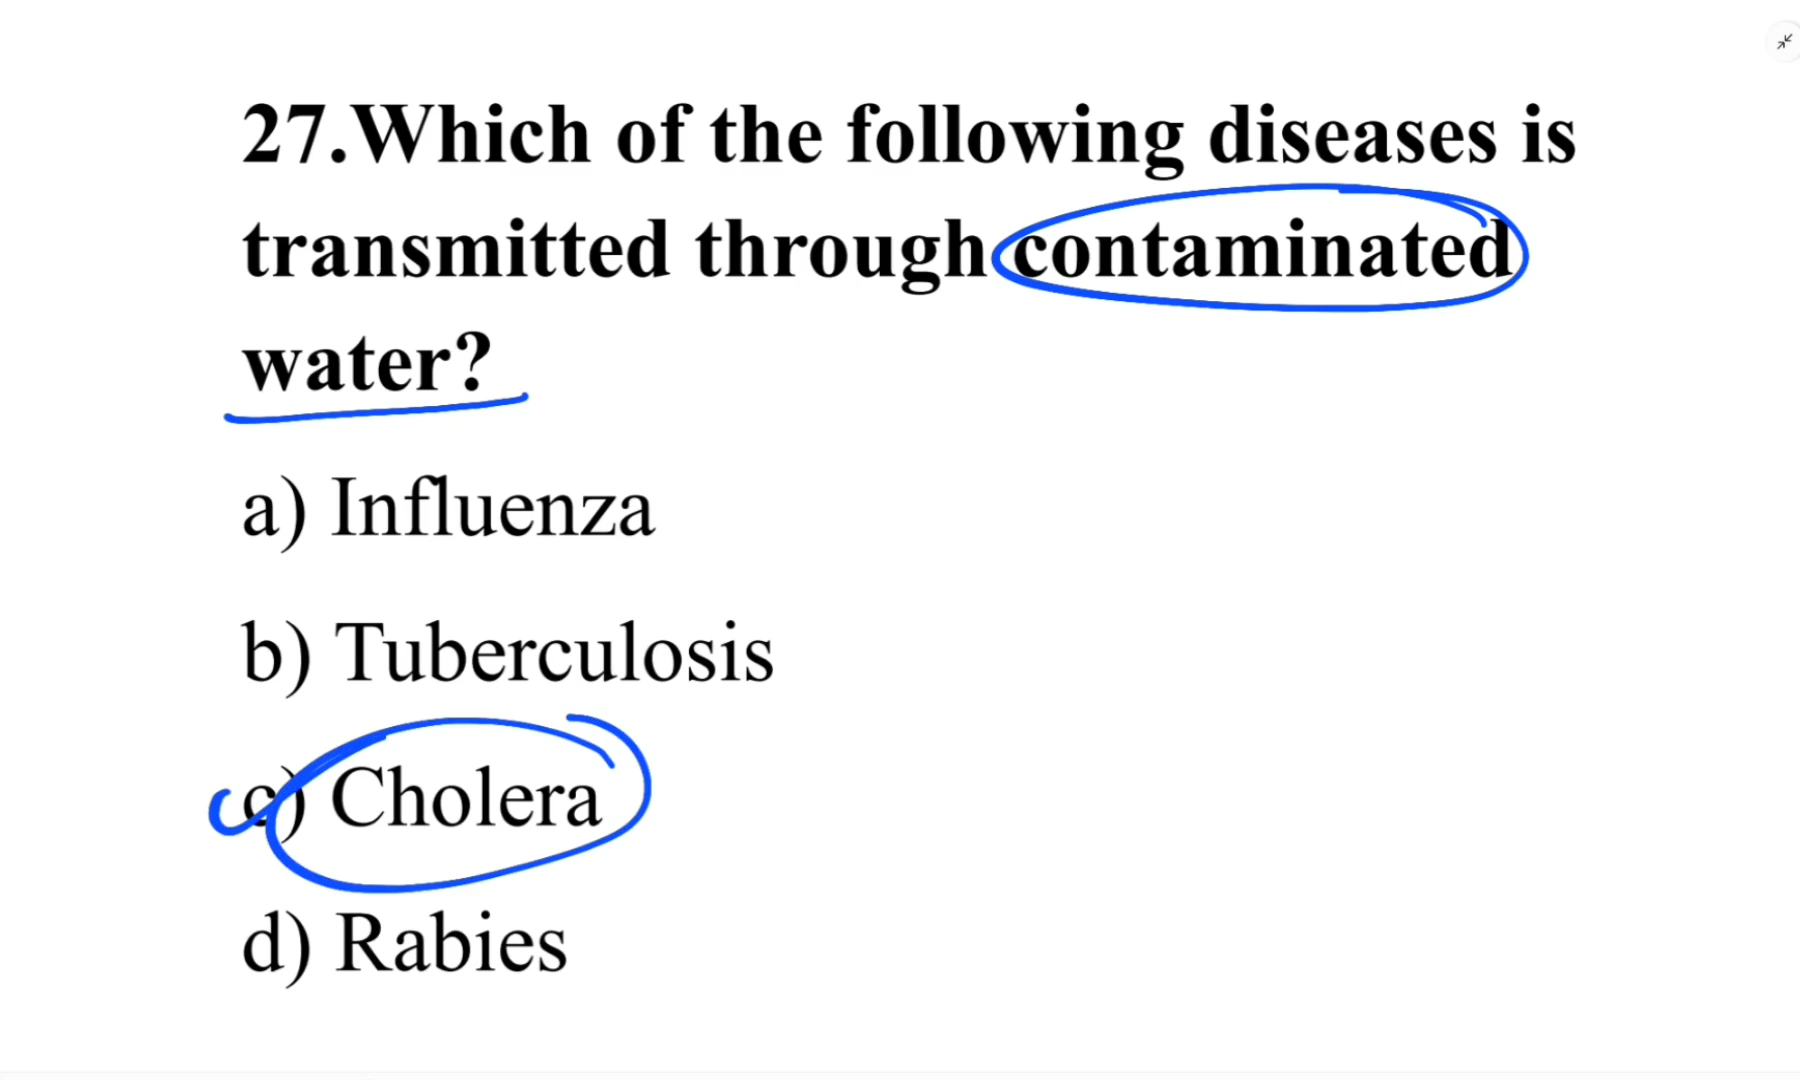 27.Which of the following diseases is
transmitted through contaminated
water?
a) Influenza
b) Tuberculosis
c) Cholera
d) Rabies